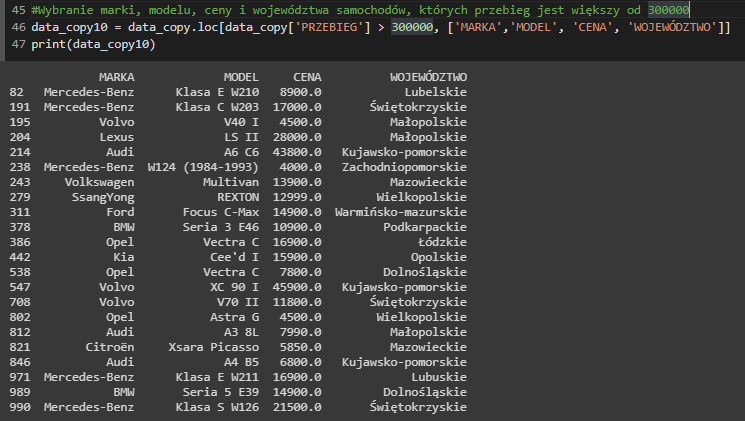 45 #Wybranie marki, modelu, ceny i województwa samochodów, których przebieg jest większy od 300000
46 data_copy10 = data_copy.loc[data_copy['PRZEBIEG'] > 300000, ['MARKA','MODEL', 'CENA', 'WOJEWÓDZTWO']]
47 print(data_copy10)
MARKA MODEL CENA WOJEWÓDZTWO
82 Mercedes-Benz Klasa E W210 8900.0 Lubelskie
191 Mercedes-Benz Klasa C W203 17000.0 Świętokrzyskie
195 Volvo V40 I 4500.0 Małopolskie
204 Lexus LS II 28000.0 Małopolskie
214 Audi A6 C6 43800.0 Kujawsko-pomorskie
238 Mercedes-Benz W124 (1984-1993) 4000.0 Zachodniopomorskie
243 Volkswagen Multivan 13900.0 Mazowieckie
279 SsangYong REXTON 12999.0 Wielkopolskie
311 Ford Focus C-Max 14900.0 Warmińsko-mazurskie
378 BMW Seria 3 E46 10900.0 Podkarpackie
386 Opel Vectra C 16900.0 Łódzkie
442 Kia Cee'd I 15900.0 Opolskie
538 Opel Vectra C 7800.0 Dolnośląskie
547 Volvo XC 90 I 45900.0 Kujawsko-pomorskie
708 Volvo V70 II 11800.0 Świętokrzyskie
802 Opel Astra G 4500.0 Wielkopolskie
812 Audi A3 8L 7990.0 Małopolskie
821 Citroën Xsara Picasso 5850.0 Mazowieckie
846 Audi A4 B5 6800.0 Kujawsko-pomorskie
971 Mercedes-Benz Klasa E W211 16900.0 Lubuskie
989 BMW Seria 5 E39 14900.0 Dolnośląskie
990 Mercedes-Benz Klasa S W126 21500.0 Świętokrzyskie